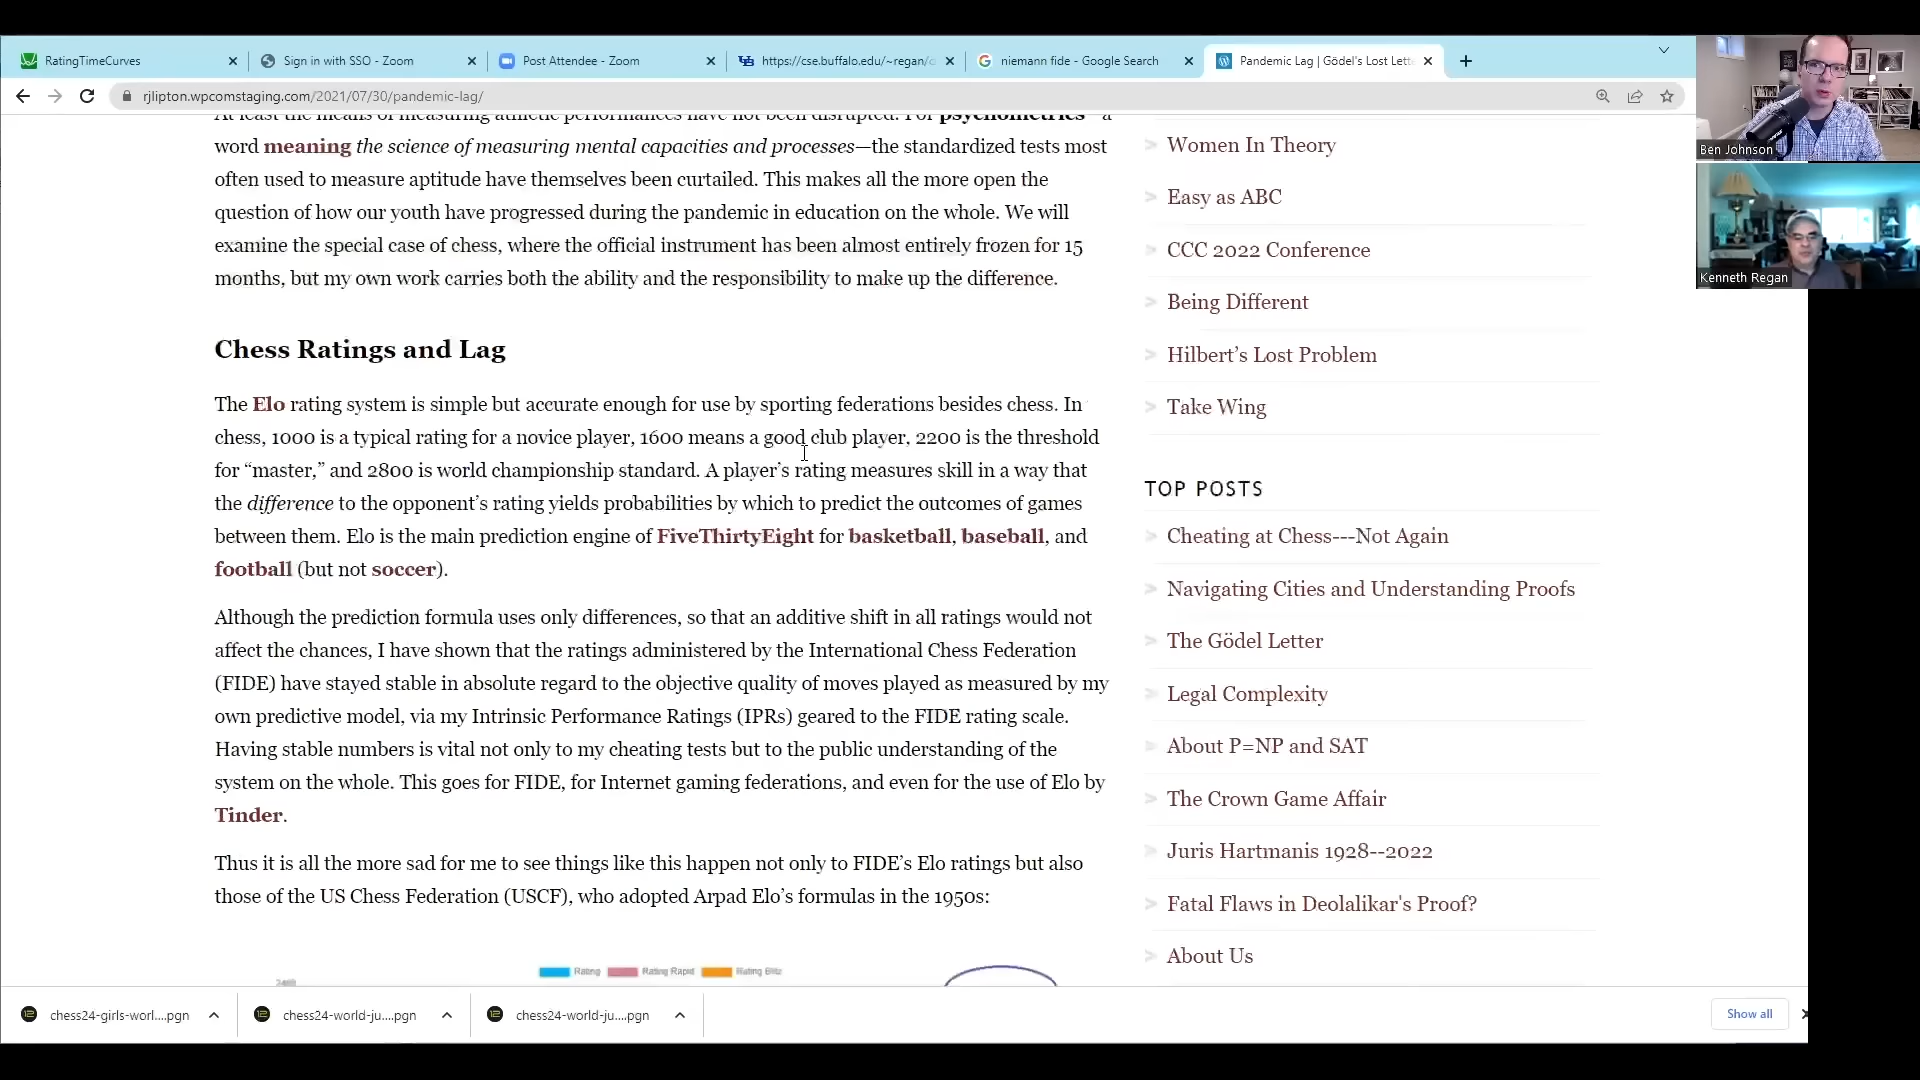 RatingTimeCurves
Sign in with SSO - Zoom
Post Attendee - Zoom
https://cse.buffalo.edu/~regan/c
niemann fide - Google Search
Pandemic Lag | Gödel's Lost Lette
rjlipton.wpcomstaging.com/2021/07/30/pandemic-lag/
At least the means of measuring athletic performances have not been disrupted. For psychometrics—a
word meaning the science of measuring mental capacities and processes—the standardized tests most
often used to measure aptitude have themselves been curtailed. This makes all the more open the
question of how our youth have progressed during the pandemic in education on the whole. We will
examine the special case of chess, where the official instrument has been almost entirely frozen for 15
months, but my own work carries both the ability and the responsibility to make up the difference.
Chess Ratings and Lag
The Elo rating system is simple but accurate enough for use by sporting federations besides chess. In
chess, 1000 is a typical rating for a novice player, 1600 means a good club player, 2200 is the threshold
for “master,” and 2800 is world championship standard. A player’s rating measures skill in a way that
the difference to the opponent’s rating yields probabilities by which to predict the outcomes of games
between them. Elo is the main prediction engine of FiveThirtyEight for basketball, baseball, and
football (but not soccer).
Although the prediction formula uses only differences, so that an additive shift in all ratings would not
affect the chances, I have shown that the ratings administered by the International Chess Federation
(FIDE) have stayed stable in absolute regard to the objective quality of moves played as measured by my
own predictive model, via my Intrinsic Performance Ratings (IPRs) geared to the FIDE rating scale.
Having stable numbers is vital not only to my cheating tests but to the public understanding of the
system on the whole. This goes for FIDE, for Internet gaming federations, and even for the use of Elo by
Tinder.
Thus it is all the more sad for me to see things like this happen not only to FIDE’s Elo ratings but also
those of the US Chess Federation (USCF), who adopted Arpad Elo’s formulas in the 1950s:
Rating
Rating Rapid
Rating Blitz
Women In Theory
Easy as ABC
CCC 2022 Conference
Being Different
Hilbert’s Lost Problem
Take Wing
TOP POSTS
Cheating at Chess---Not Again
Navigating Cities and Understanding Proofs
The Gödel Letter
Legal Complexity
About P=NP and SAT
The Crown Game Affair
Juris Hartmanis 1928--2022
Fatal Flaws in Deolalikar's Proof?
About Us
Ben Johnson
Kenneth Regan
chess24-girls-worl....pgn
chess24-world-ju....pgn
chess24-world-ju....pgn
Show all